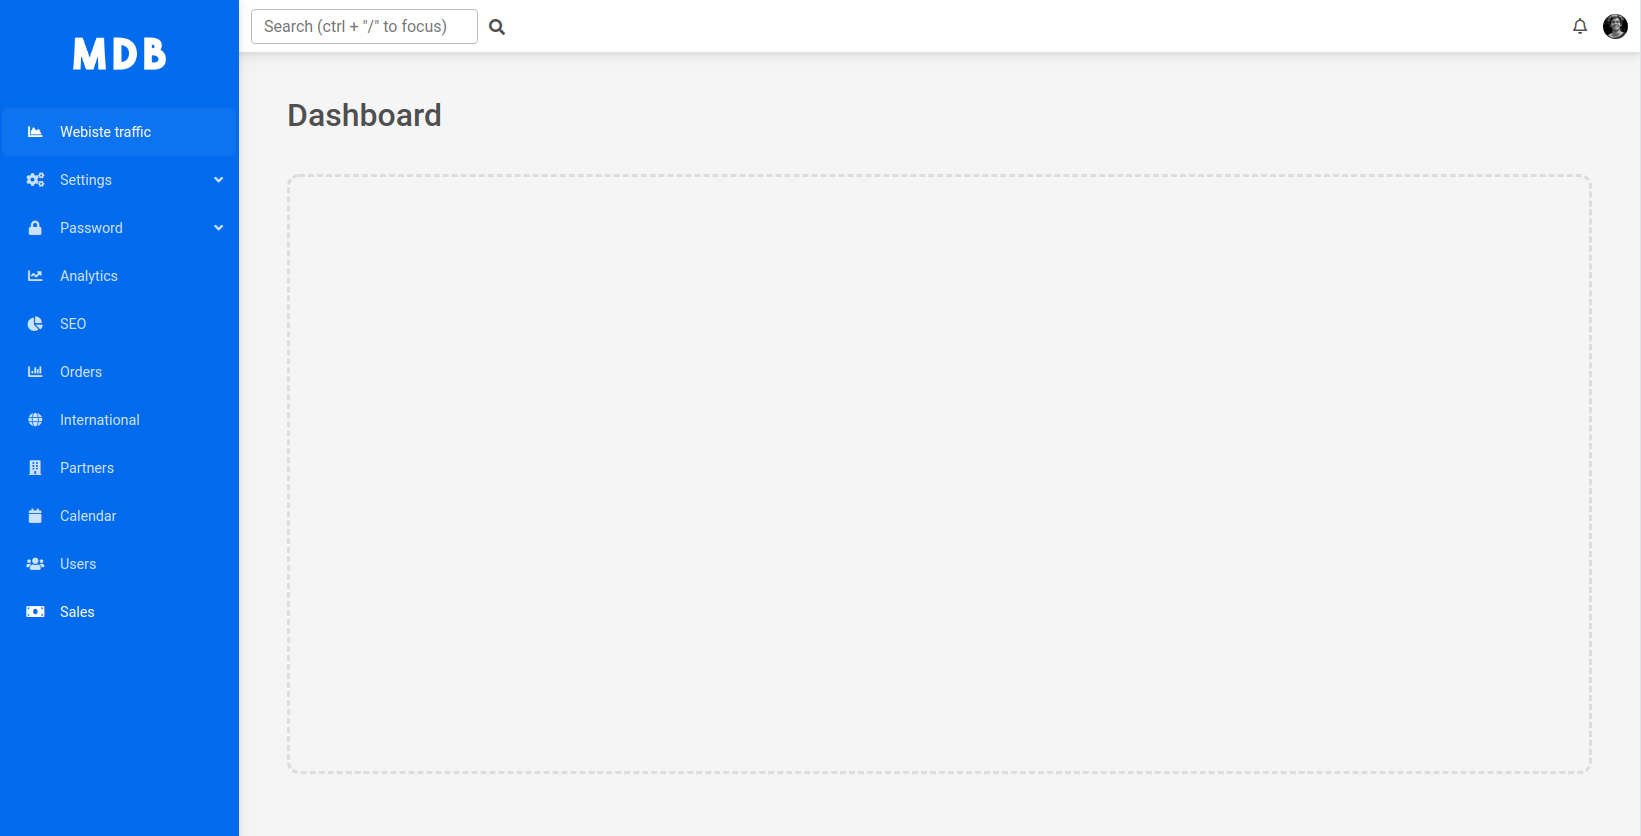 MDB
Search (ctrl + "/" to focus)
Dashboard
Webiste traffic
Settings
Password
Analytics
SEO
Orders
International
Partners
Calendar
Users
Sales